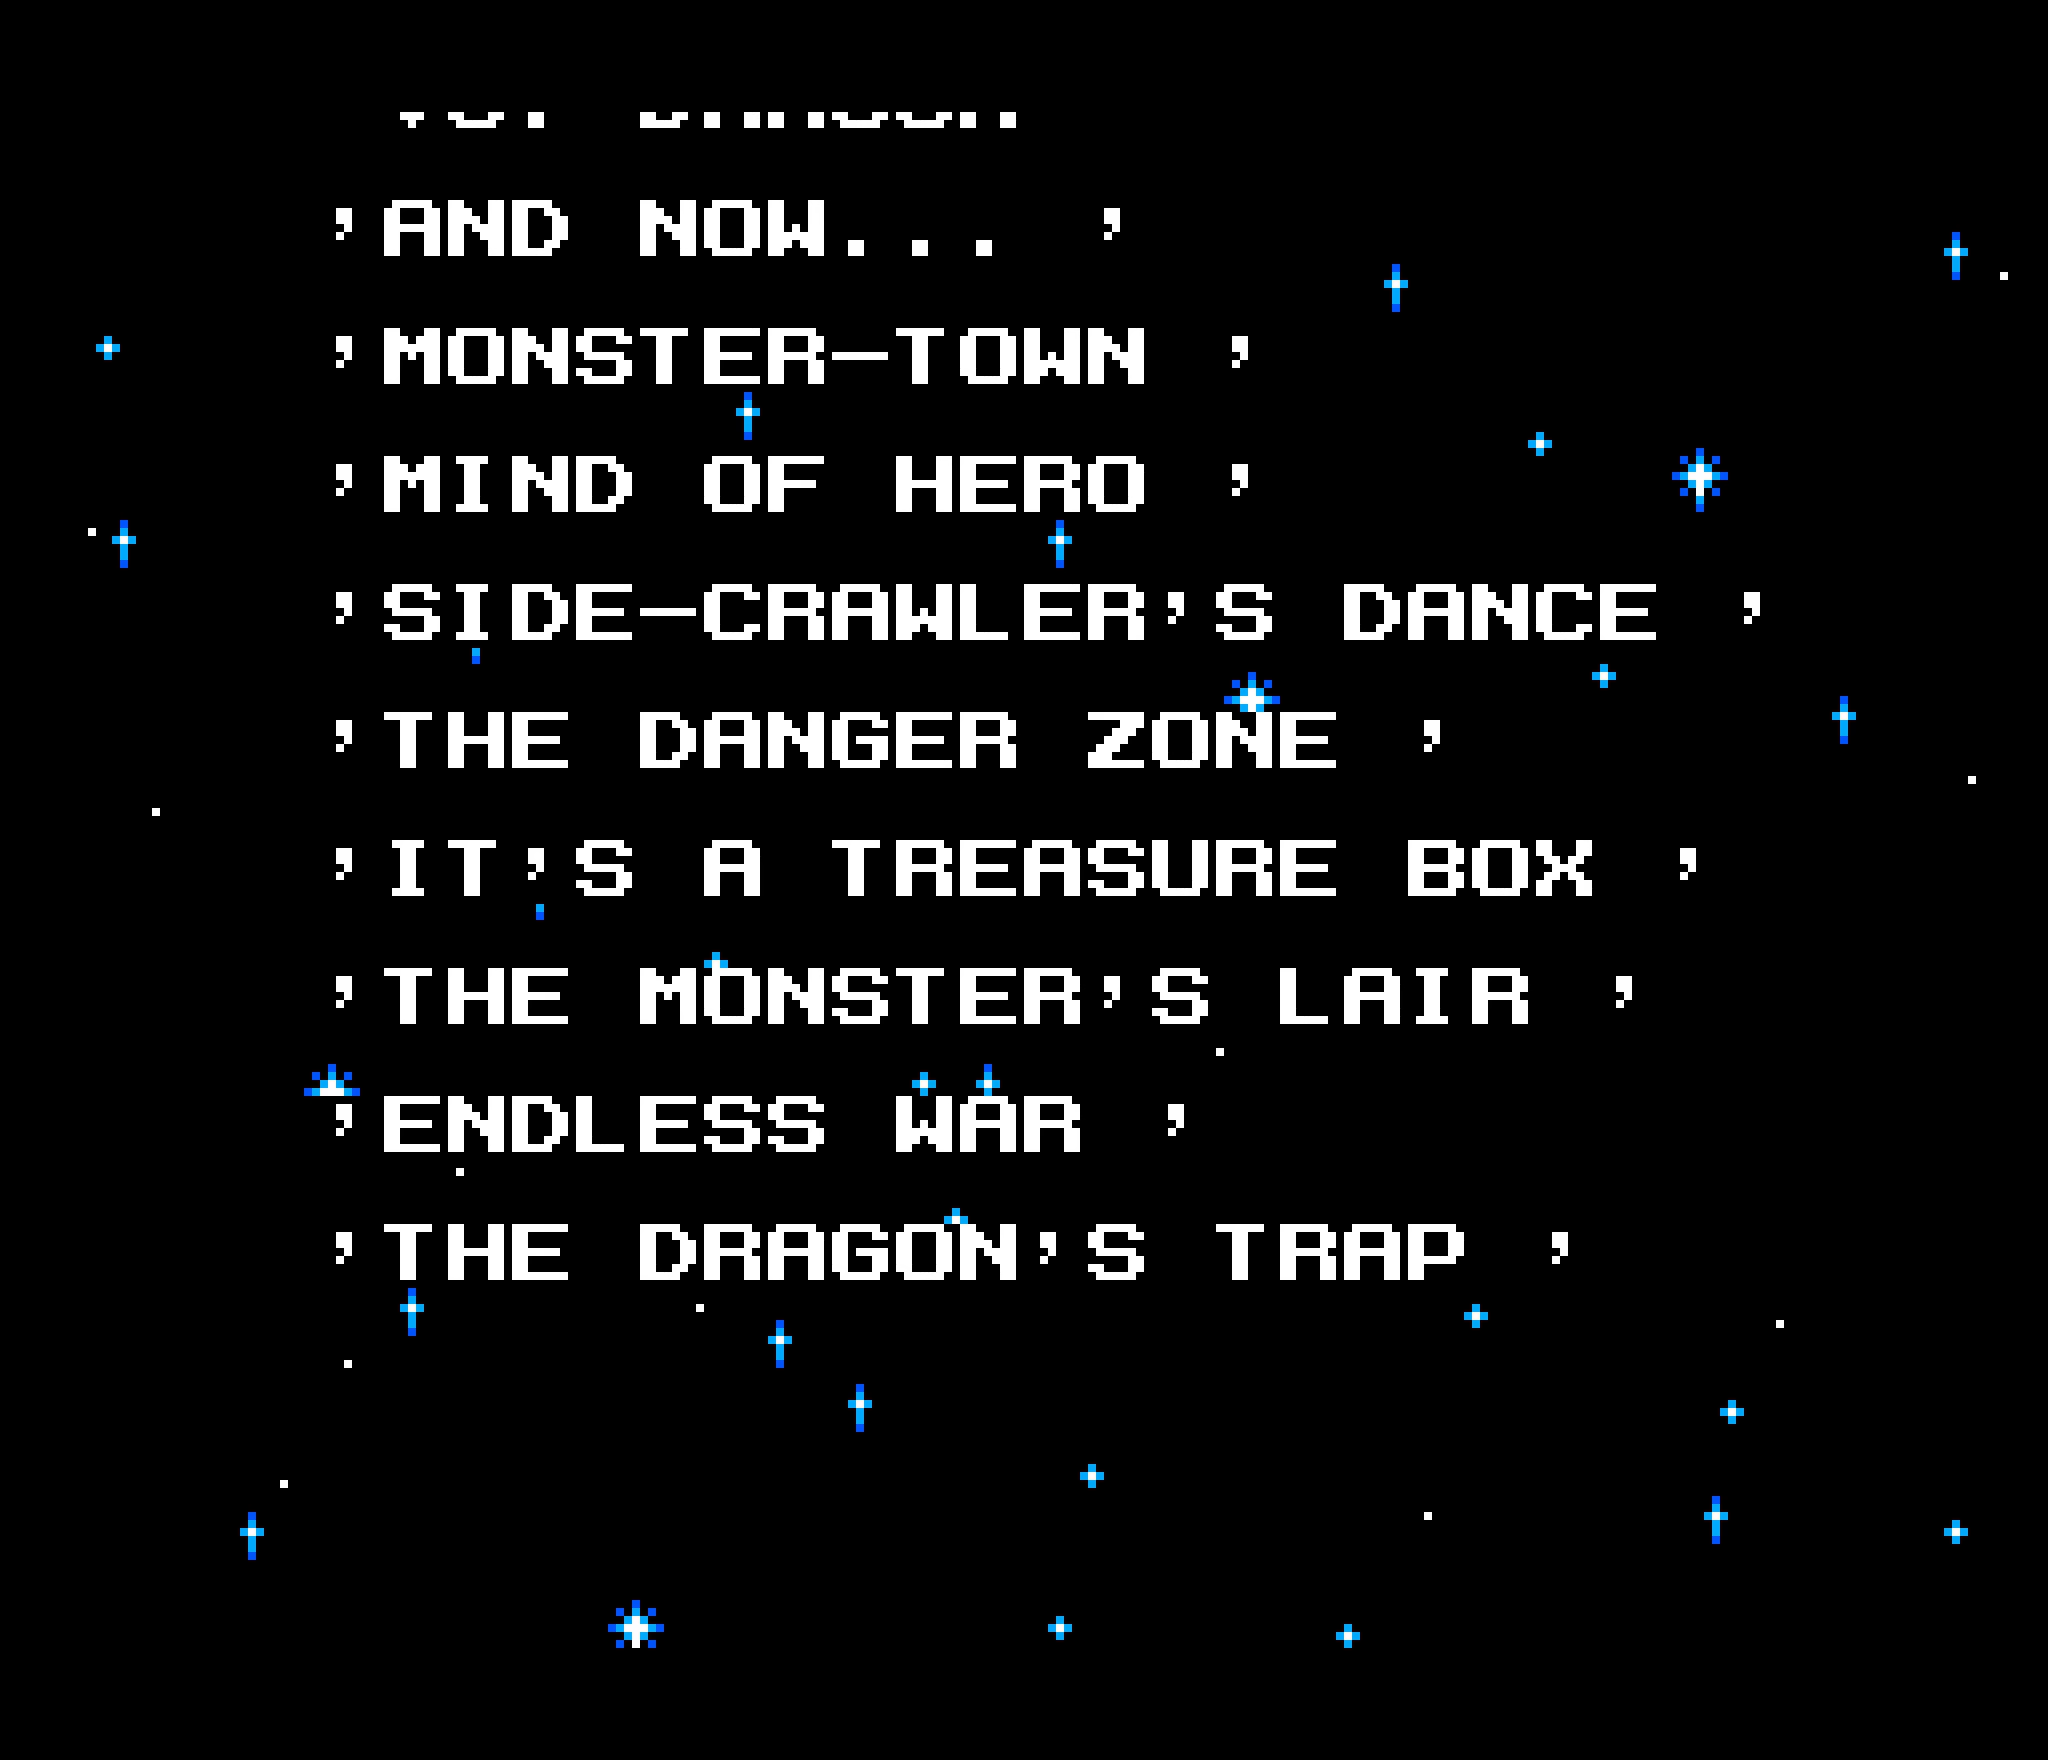 'AND NOW... '
'MONSTER-TOWN '
'MIND OF HERO '
'SIDE-CRAWLER'S DANCE '
'THE DANGER ZONE '
'IT'S A TREASURE BOX '
'THE MONSTER'S LAIR '
'ENDLESS WAR '
'THE DRAGON'S TRAP '